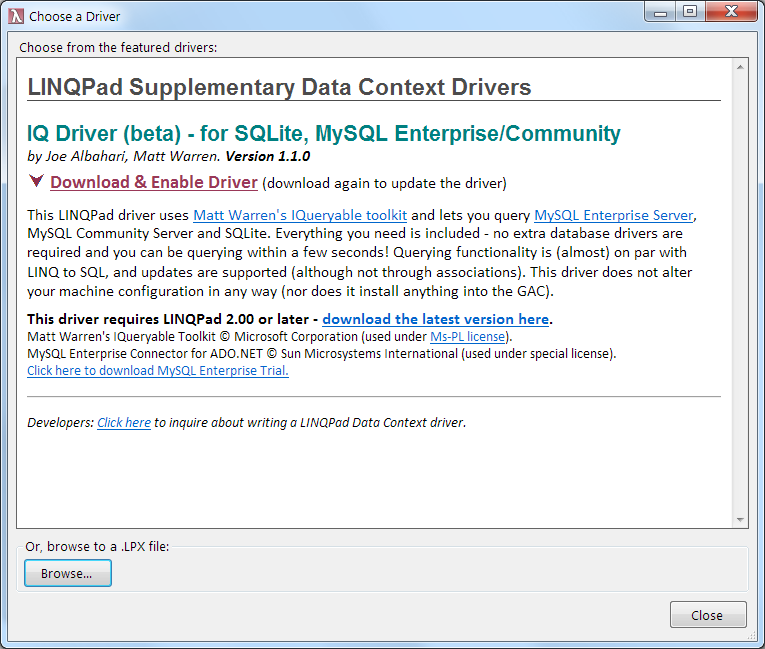 Choose a Driver
Choose from the featured drivers:
LINQPad Supplementary Data Context Drivers
IQ Driver (beta) - for SQLite, MySQL Enterprise/Community
by Joe Albahari, Matt Warren. Version 1.1.0
Download & Enable Driver (download again to update the driver)
This LINQPad driver uses Matt Warren's IQueryable toolkit and lets you query MySQL Enterprise Server,
MySQL Community Server and SQLite. Everything you need is included - no extra database drivers are
required and you can be querying within a few seconds! Querying functionality is (almost) on par with
LINQ to SQL, and updates are supported (although not through associations). This driver does not alter
your machine configuration in any way (nor does it install anything into the GAC).
This driver requires LINQPad 2.00 or later - download the latest version here.
Matt Warren's IQueryable Toolkit © Microsoft Corporation (used under Ms-PL license).
MySQL Enterprise Connector for ADO.NET © Sun Microsystems International (used under special license).
Click here to download MySQL Enterprise Trial.
Developers: Click here to inquire about writing a LINQPad Data Context driver.
Or, browse to a .LPX file:
Browse...
Close